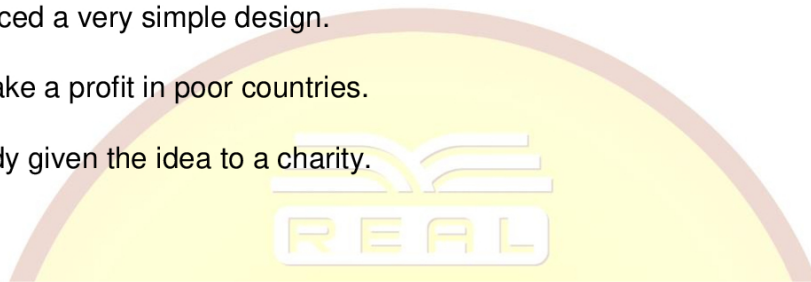 ced a very simple design.
ake a profit in poor countries.
dy given the idea to a charity.
REAL